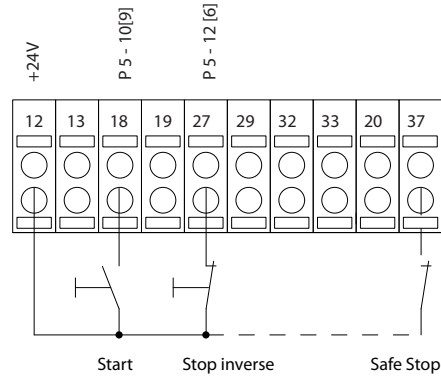 +24V
P 5 - 10[9]
P 5 - 12 [6]
12 13 18 19 27 29 32 33 20 37
Start Stop inverse Safe Stop